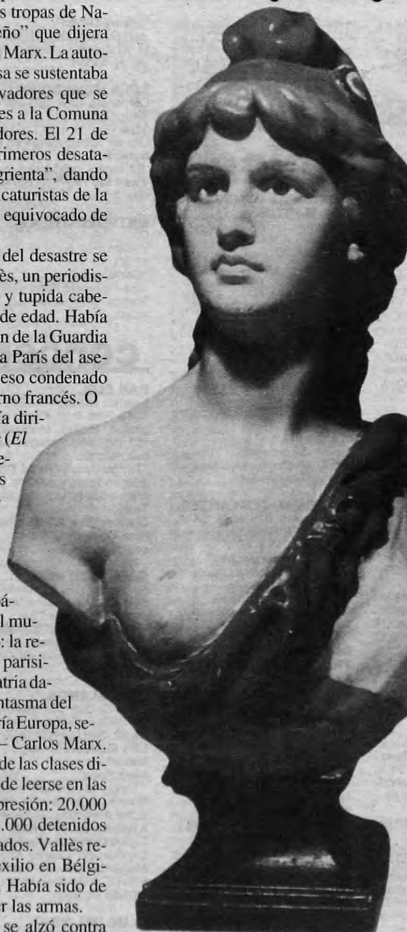 s tropas de Na-
eño” que dijera
Marx. La auto-
sa se sustentaba
vadores que se
es a la Comuna
dores. El 21 de
rimeros desata-
grienta”, dando
caturistas de la
equivocado de
del desastre se
ès, un periodis-
y tupida cabe-
de edad. Había
n de la Guardia
a París del ase-
eso condenado
rno francés. O
ía diri-
(El
e-
s
pá-
l mu-
: la re-
parisi-
atria da-
ntasma del
ría Europa, se-
– Carlos Marx.
de las clases di-
de leerse en las
presión: 20.000
.000 detenidos
ados. Vallès re-
exilio en Bélgi-
. Había sido de
er las armas.
se alzó contra